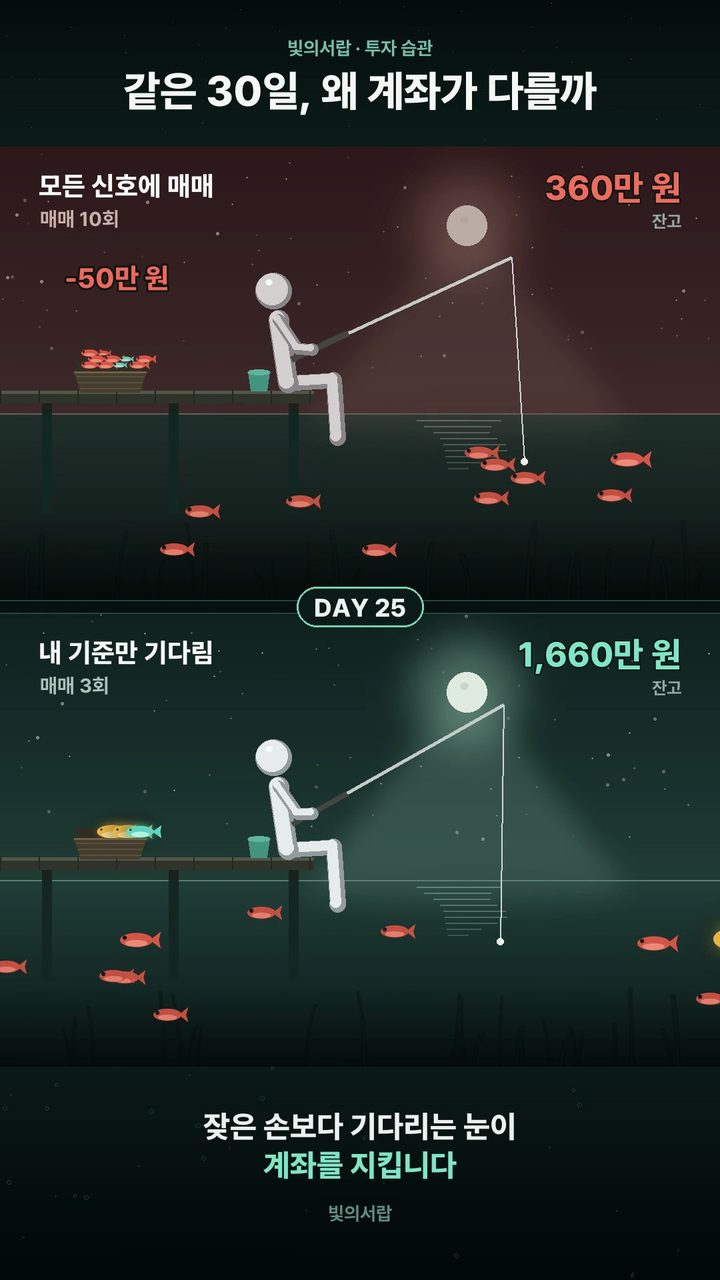 빛의서랍 · 투자 습관
같은 30일, 왜 계좌가 다를까
모든 신호에 매매
매매 10회
360만 원
잔고
-50만 원
DAY 25
내 기준만 기다림
매매 3회
1,660만 원
잔고
잦은 손보다 기다리는 눈이
계좌를 지킵니다
빛의서랍